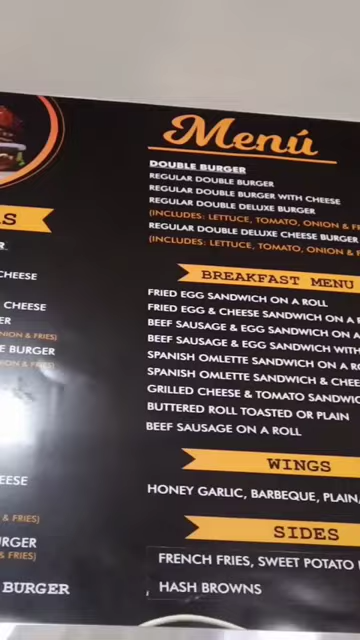 Menú
DOUBLE BURGER
REGULAR DOUBLE BURGER
REGULAR DOUBLE BURGER WITH CHEESE
REGULAR DOUBLE DELUXE BURGER
(INCLUDES: LETTUCE, TOMATO, ONION &
REGULAR DOUBLE DELUXE CHEESE BURGER
(INCLUDES: LETTUCE, TOMATO, ONION &
BREAKFAST MENU
FRIED EGG SANDWICH ON A ROLL
FRIED EGG & CHEESE SANDWICH ON A
BEEF SAUSAGE & EGG SANDWICH ON A
BEEF SAUSAGE & EGG SANDWICH WITH
SPANISH OMLETTE SANDWICH ON A
SPANISH OMLETTE SANDWICH &
GRILLED CHEESE & TOMATO
BUTTERED ROLL TOASTED OR PLAIN
BEEF SAUSAGE ON A ROLL
WINGS
HONEY GARLIC, BARBEQUE, PLAIN,
SIDES
FRENCH FRIES, SWEET POTATO
HASH BROWNS
CHEESE
CHEESE
& FRIES)
BURGER
& FRIES)
& FRIES)
& FRIES)
BURGER